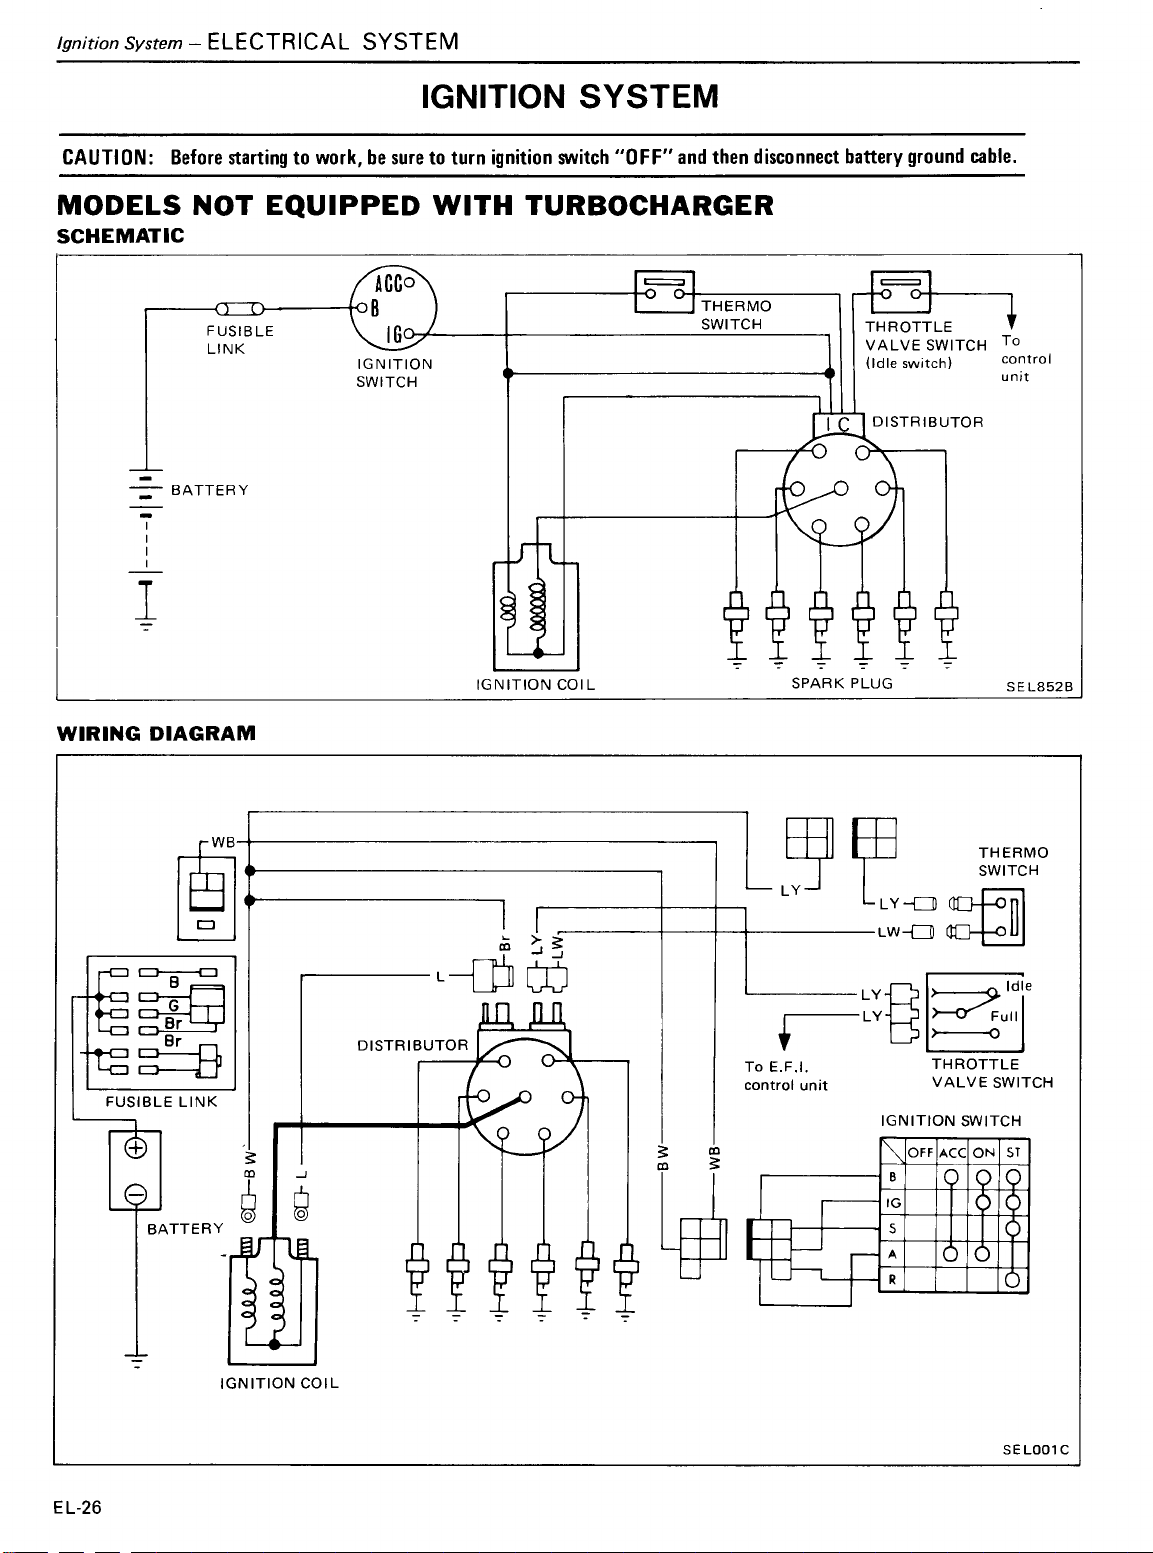 Ignition System – ELECTRICAL SYSTEM
IGNITION SYSTEM
CAUTION: Before starting to work, be sure to turn ignition switch "OFF" and then disconnect battery ground cable.
MODELS NOT EQUIPPED WITH TURBOCHARGER
SCHEMATIC
ACC
B
IG
FUSIBLE
LINK
IGNITION
SWITCH
THERMO
SWITCH
THROTTLE
VALVE SWITCH
(Idle switch)
To
control
unit
I C
DISTRIBUTOR
BATTERY
IGNITION COIL
SPARK PLUG
SEL852B
WIRING DIAGRAM
WB
THERMO
SWITCH
LY
LY
LW
Br
LY
LW
L
B
G
Br
Br
LY
LY
Idle
Full
DISTRIBUTOR
To E.F.I.
control unit
THROTTLE
VALVE SWITCH
FUSIBLE LINK
IGNITION SWITCH
OFF ACC ON ST
B
IG
S
A
R
BW
L
BW
WB
BATTERY
IGNITION COIL
SEL001C
EL-26